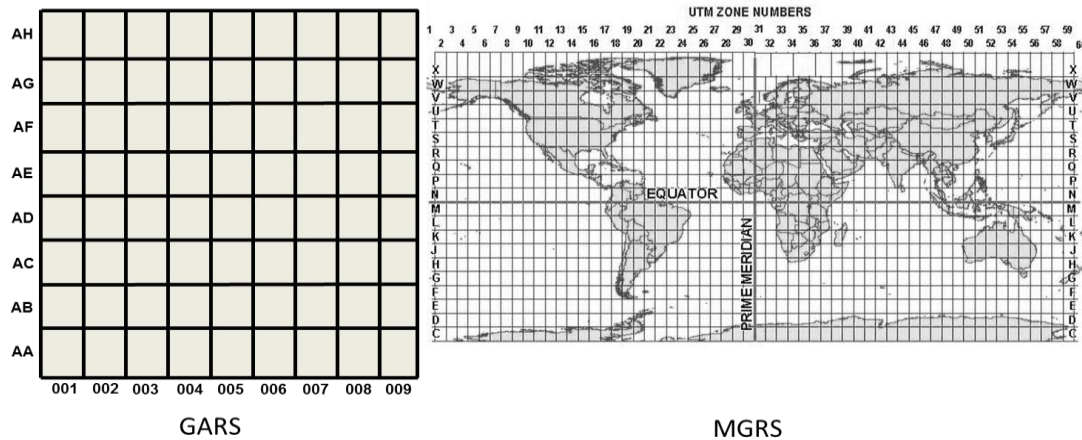 AH
AG
AF
AE
AD
AC
AB
AA
001 002 003 004 005 006 007 008 009
GARS
UTM ZONE NUMBERS
1 3 5 7 9 11 13 15 17 19 21 23 25 27 29 31 33 35 37 39 41 43 45 47 49 51 53 55 57 59
2 4 6 8 10 12 14 16 18 20 22 24 26 28 30 32 34 36 38 40 42 44 46 48 50 52 54 56 58
X X
W W
V V
U U
T T
S S
R R
Q Q
P P
N N
EQUATOR
M M
L L
K K
J J
H H
G G
F F
E E
D D
C C
PRIME MERIDIAN
MGRS